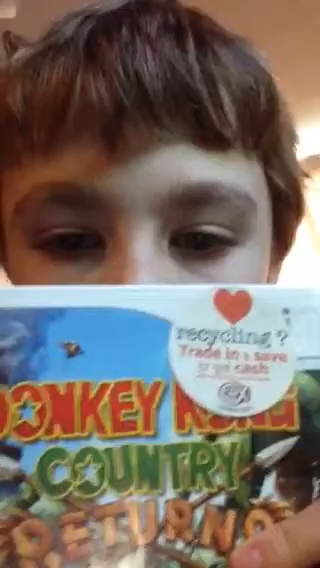 recycling?
Trade in & save
or get cash
DONKEY KONG
COUNTRY
RETURNS